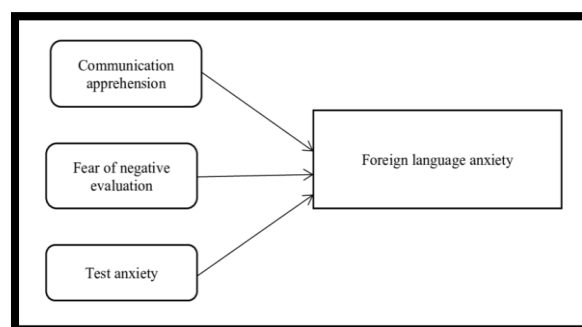 Communication
apprehension
Fear of negative
evaluation
Test anxiety
Foreign language anxiety